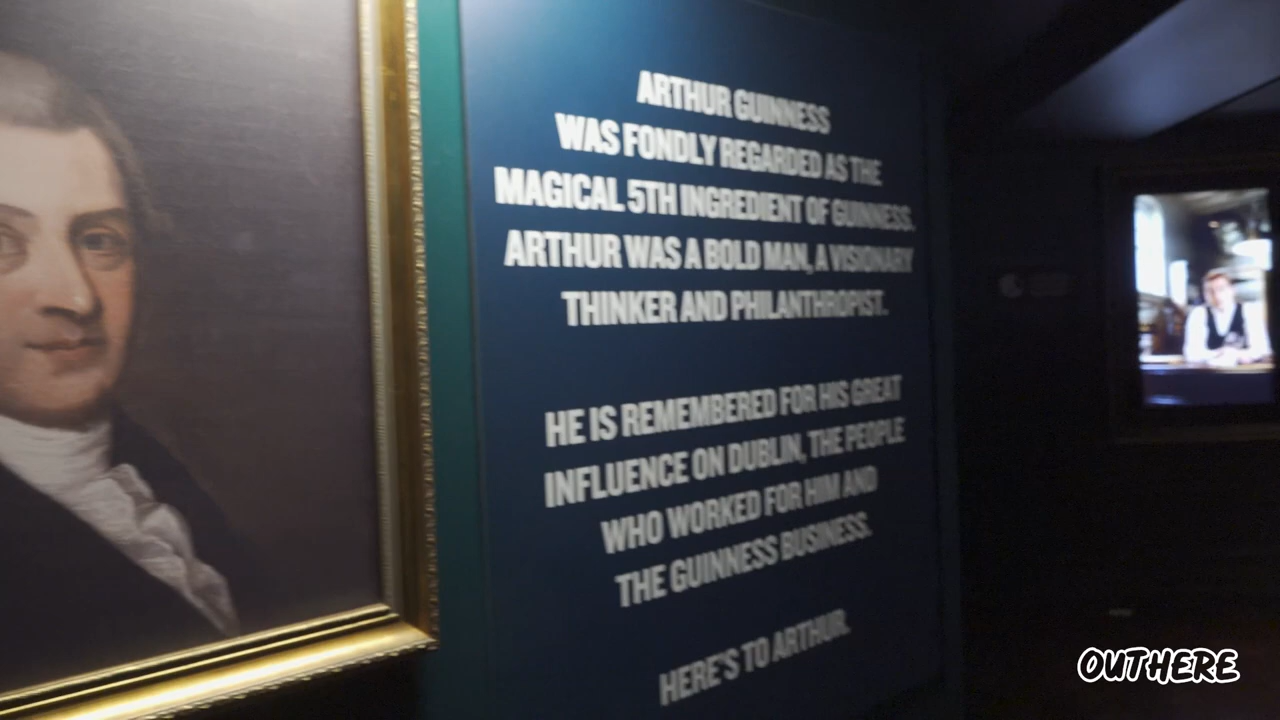 ARTHUR GUINNESS
WAS FONDLY REGARDED AS THE
MAGICAL 5TH INGREDIENT OF GUINNESS.
ARTHUR WAS A BOLD MAN, A VISIONARY
THINKER AND PHILANTHROPIST.
HE IS REMEMBERED FOR HIS GREAT
INFLUENCE ON DUBLIN, THE PEOPLE
WHO WORKED FOR HIM AND
THE GUINNESS BUSINESS.
HERE'S TO ARTHUR.
OUTHERE